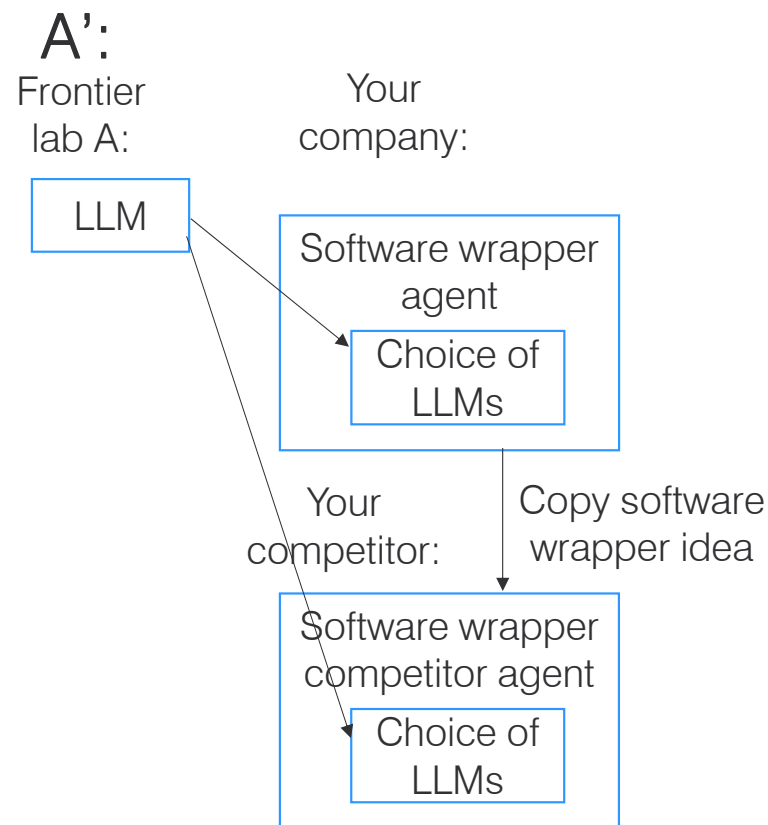 A’:
Frontier
lab A:
Your
company:
LLM
Software wrapper
agent
Choice of
LLMs
Your
competitor:
Copy software
wrapper idea
Software wrapper
competitor agent
Choice of
LLMs